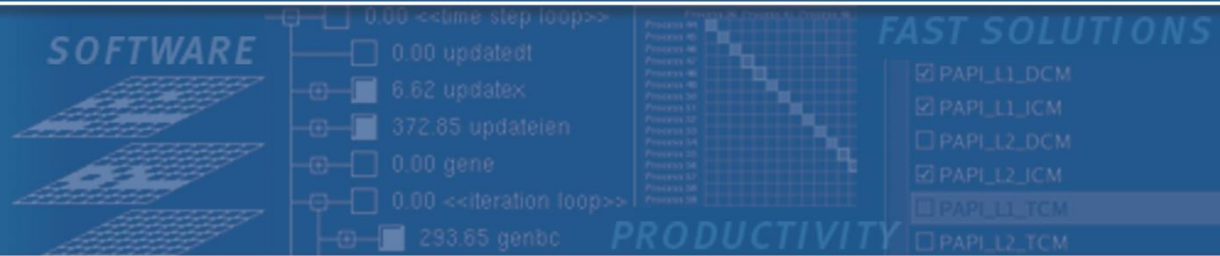 SOFTWARE
0.00 <<time step loop>>
0.00 updatedt
6.62 updatex
372.85 updateien
0.00 gene
0.00 <<iteration loop>>
293.65 genbc
PRODUCTIVITY
FAST SOLUTIONS
PAPI_L1_DCM
PAPI_L1_ICM
PAPI_L2_DCM
PAPI_L2_ICM
PAPI_L1_TCM
PAPI_L2_TCM